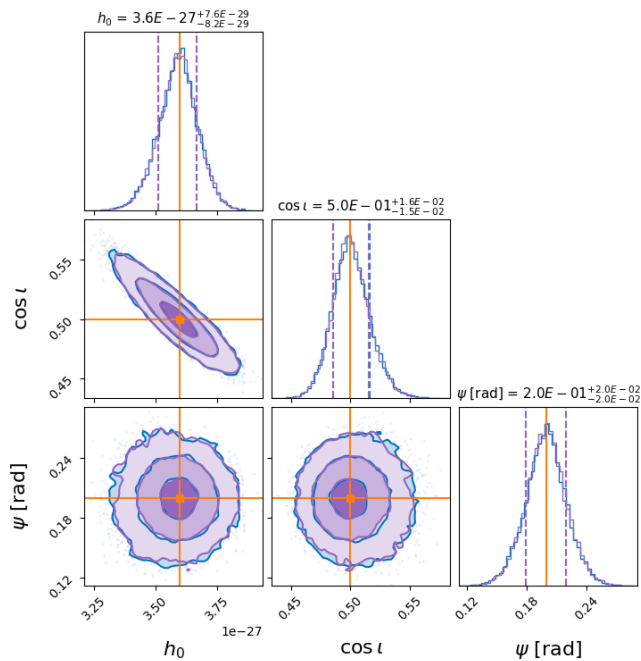 h₀ = 3.6E − 27⁺⁷·⁶ᴱ⁻²⁹₋₈.₂E₋₂₉
cos ι = 5.0E − 01^{+1.6E−02}_{−1.5E−02}
ψ [rad] = 2.0E − 01^{+2.0E−02}_{−2.0E−02}
cos ι
0.55
0.50
0.45
ψ [rad]
0.24
0.18
0.12
3.25 3.50 3.75
0.45 0.50 0.55
0.12 0.18 0.24
1e−27
h₀ cos ι ψ [rad]